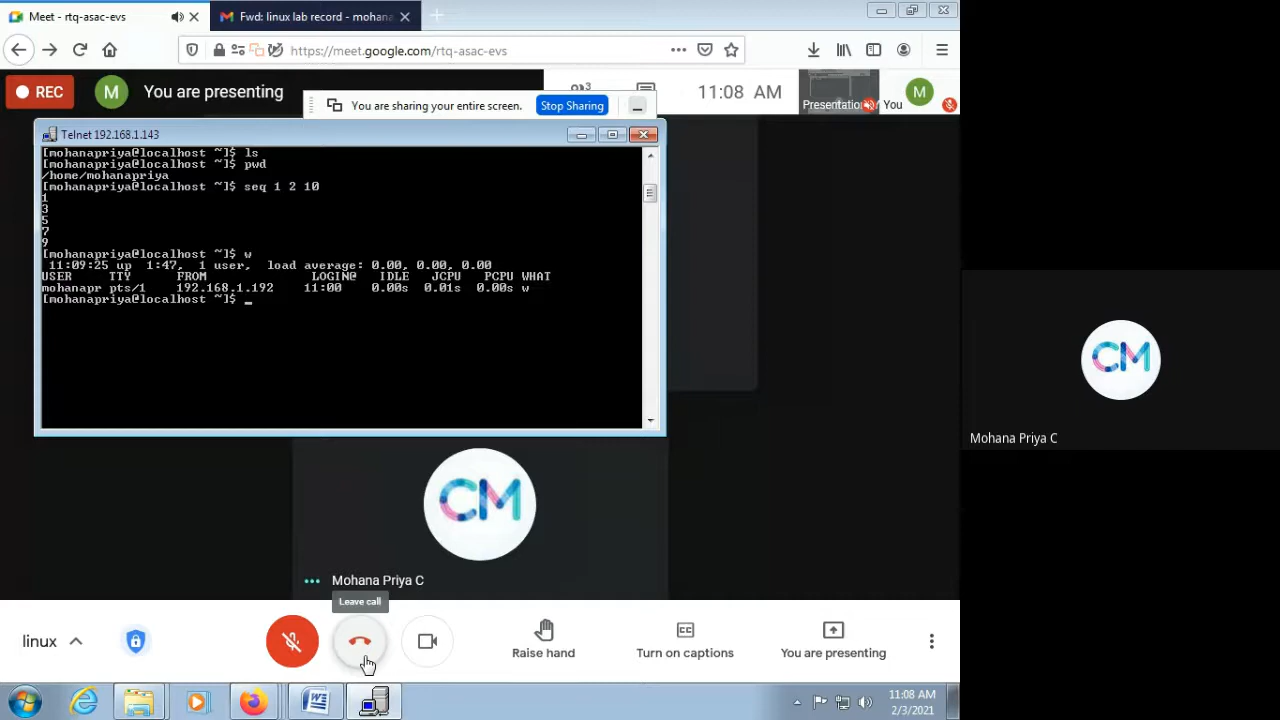 Meet - rtq-asac-evs
Fwd: linux lab record - mohana
https://meet.google.com/rtq-asac-evs
REC
M
You are presenting
3
11:08 AM
Presentation
You
M
You are sharing your entire screen.
Stop Sharing
Telnet 192.168.1.143
[mohanapriya@localhost ~]$ ls
[mohanapriya@localhost ~]$ pwd
/home/mohanapriya
[mohanapriya@localhost ~]$ seq 1 2 10
1
3
5
7
9
[mohanapriya@localhost ~]$ w
11:09:25 up 1:47, 1 user, load average: 0.00, 0.00, 0.00
USER TTY FROM LOGIN@ IDLE JCPU PCPU WHAT
mohanapr pts/1 192.168.1.192 11:00 0.00s 0.01s 0.00s w
[mohanapriya@localhost ~]$ _
CM
Mohana Priya C
CM
Mohana Priya C
Leave call
linux
Raise hand
Turn on captions
You are presenting
11:08 AM
2/3/2021